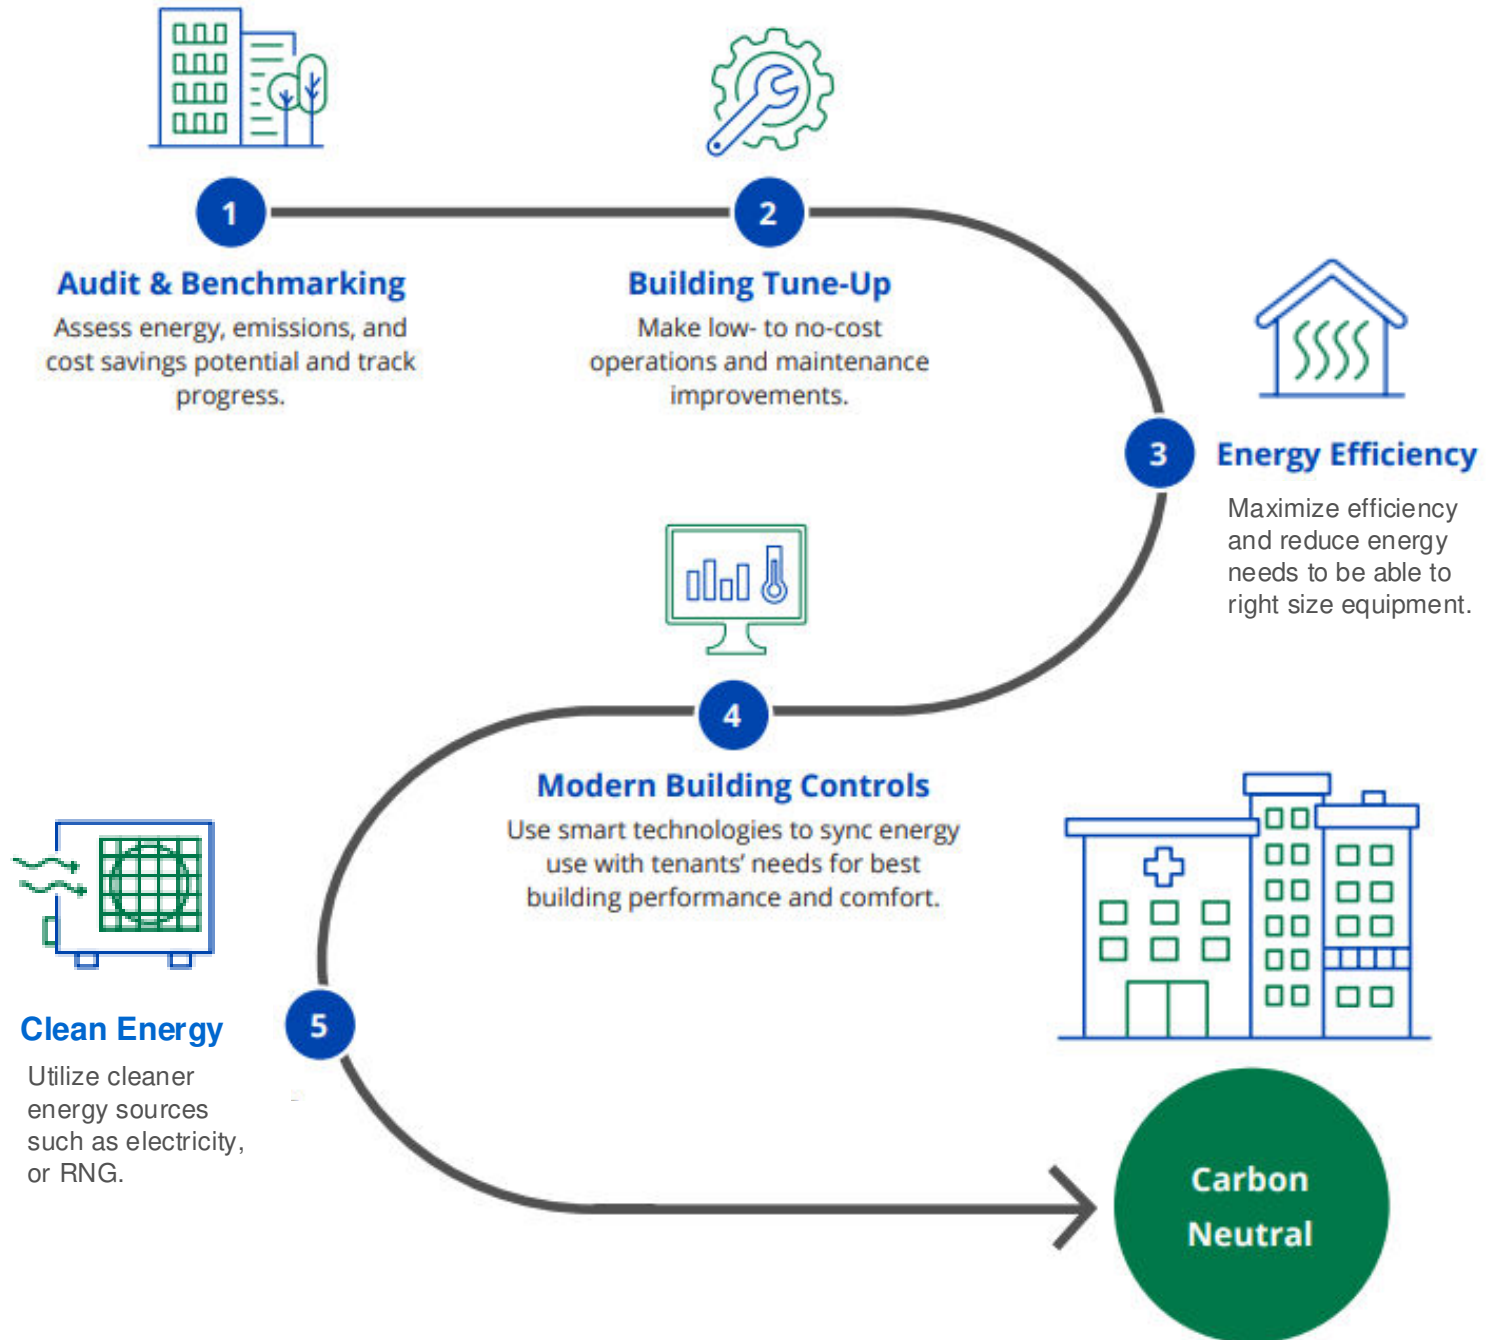 1
Audit & Benchmarking
Assess energy, emissions, and
cost savings potential and track
progress.
2
Building Tune-Up
Make low- to no-cost
operations and maintenance
improvements.
3
Energy Efficiency
Maximize efficiency
and reduce energy
needs to be able to
right size equipment.
4
Modern Building Controls
Use smart technologies to sync energy
use with tenants’ needs for best
building performance and comfort.
5
Clean Energy
Utilize cleaner
energy sources
such as electricity,
or RNG.
Carbon
Neutral